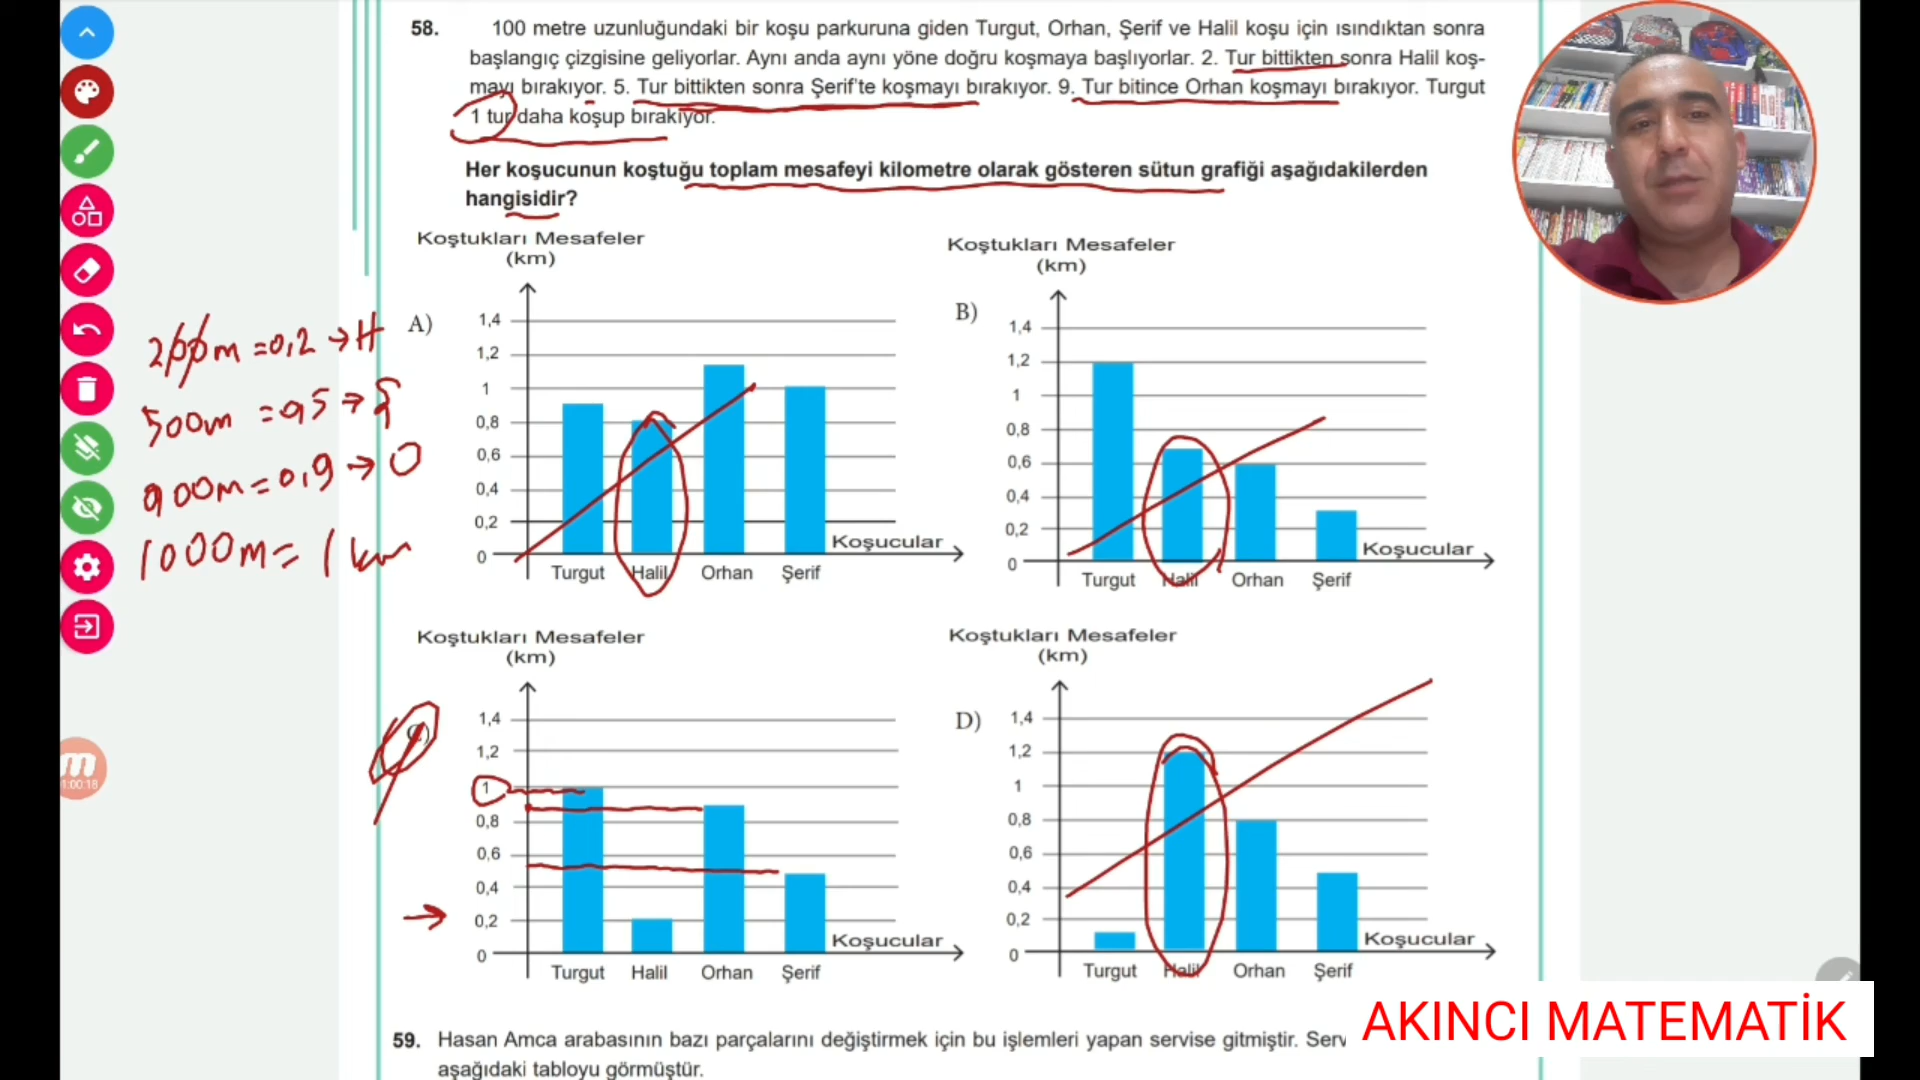 58. 100 metre uzunluğundaki bir koşu parkuruna giden Turgut, Orhan, Şerif ve Halil koşu için ısındıktan sonra
başlangıç çizgisine geliyorlar. Aynı anda aynı yöne doğru koşmaya başlıyorlar. 2. Tur bittikten sonra Halil koş-
mayı bırakıyor. 5. Tur bittikten sonra Şerif'te koşmayı bırakıyor. 9. Tur bitince Orhan koşmayı bırakıyor. Turgut
1 tur daha koşup bırakıyor.
Her koşucunun koştuğu toplam mesafeyi kilometre olarak gösteren sütun grafiği aşağıdakilerden
hangisidir?
200m = 0,2 → H
500m = 0,5 → Ş
900m = 0,9 → O
1000m = 1 km
A)
Koştukları Mesafeler
(km)
1,4
1,2
1
0,8
0,6
0,4
0,2
0
Koşucular
Turgut Halil Orhan Şerif
B)
Koştukları Mesafeler
(km)
1,4
1,2
1
0,8
0,6
0,4
0,2
0
Koşucular
Turgut Halil Orhan Şerif
C)
Koştukları Mesafeler
(km)
1,4
1,2
1
0,8
0,6
0,4
0,2
0
Koşucular
Turgut Halil Orhan Şerif
D)
Koştukları Mesafeler
(km)
1,4
1,2
1
0,8
0,6
0,4
0,2
0
Koşucular
Turgut Halil Orhan Şerif
m
1:00:18
59. Hasan Amca arabasının bazı parçalarını değiştirmek için bu işlemleri yapan servise gitmiştir. Serv
aşağıdaki tabloyu görmüştür.
AKINCI MATEMATİK